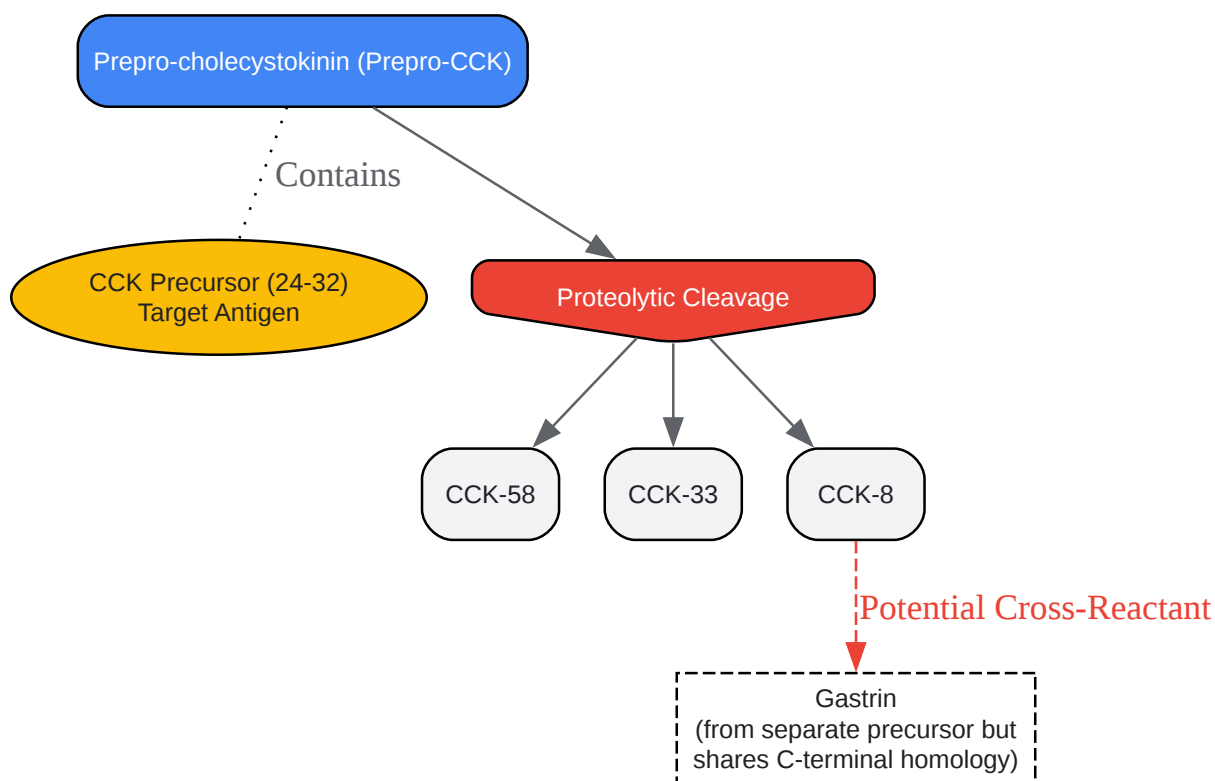 Prepro-cholecystokinin (Prepro-CCK)
Contains
CCK Precursor (24-32)
Target Antigen
Proteolytic Cleavage
CCK-58
CCK-33
CCK-8
Potential Cross-Reactant
Gastrin
(from separate precursor but
shares C-terminal homology)